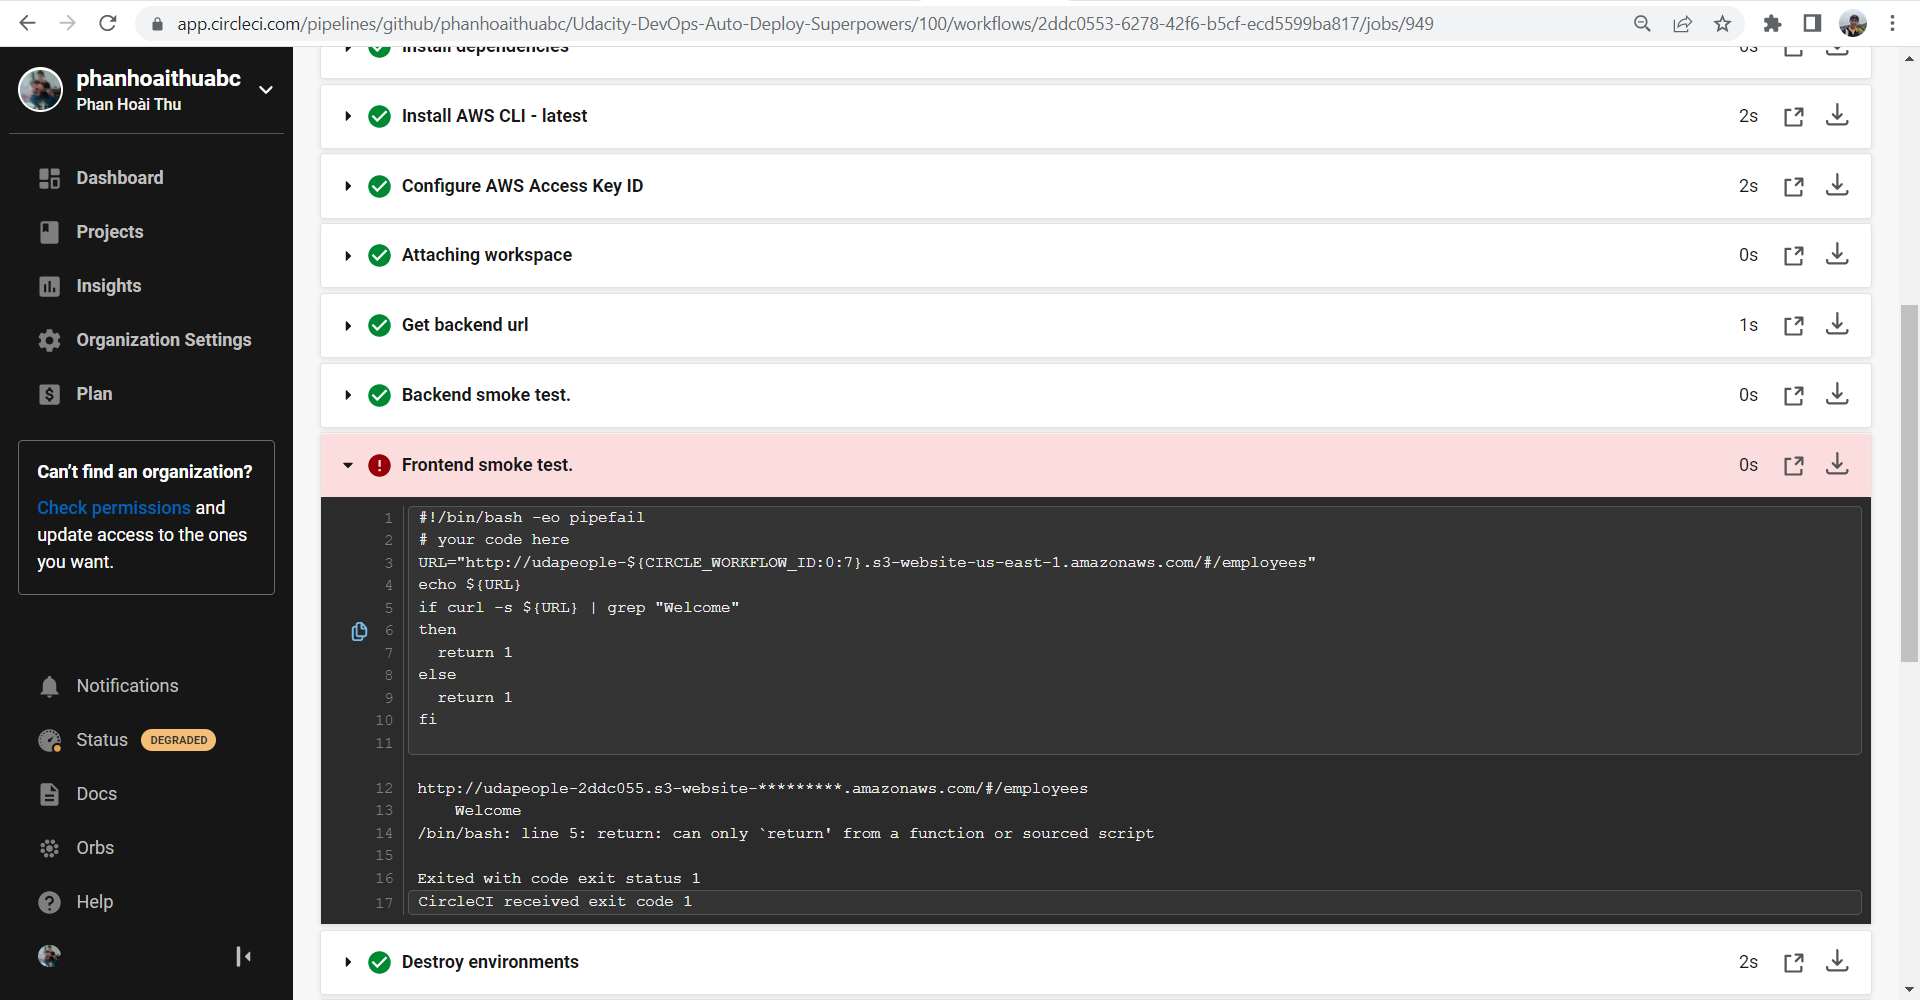 app.circleci.com/pipelines/github/phanhoaithuabc/Udacity-DevOps-Auto-Deploy-Superpowers/100/workflows/2ddc0553-6278-42f6-b5cf-ecd5599ba817/jobs/949
phanhoaithuabc
Phan Hoài Thu
Dashboard
Projects
Insights
Organization Settings
Plan
Can't find an organization?
Check permissions and
update access to the ones
you want.
Notifications
Status DEGRADED
Docs
Orbs
Help
Install dependencies 0s
Install AWS CLI - latest 2s
Configure AWS Access Key ID 2s
Attaching workspace 0s
Get backend url 1s
Backend smoke test. 0s
Frontend smoke test. 0s
1 #!/bin/bash -eo pipefail
2 # your code here
3 URL="http://udapeople-${CIRCLE_WORKFLOW_ID:0:7}.s3-website-us-east-1.amazonaws.com/#/employees"
4 echo ${URL}
5 if curl -s ${URL} | grep "Welcome"
6 then
7 return 1
8 else
9 return 1
10 fi
11
12 http://udapeople-2ddc055.s3-website-*********.amazonaws.com/#/employees
13 Welcome
14 /bin/bash: line 5: return: can only `return' from a function or sourced script
15
16 Exited with code exit status 1
17 CircleCI received exit code 1
Destroy environments 2s